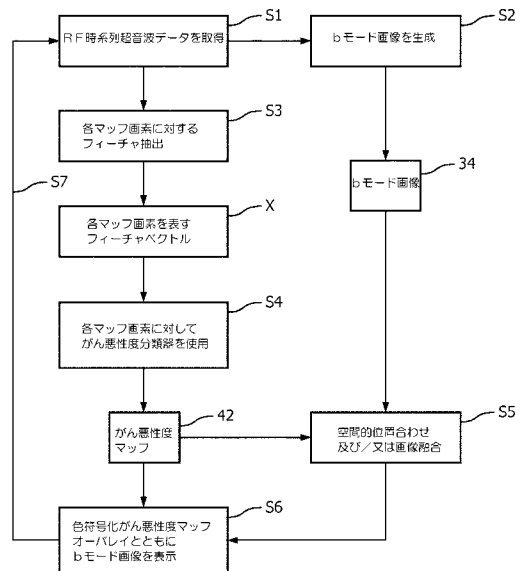 S1
RF時系列超音波データを取得
S2
bモード画像を生成
S3
各マップ画素に対する
フィーチャ抽出
34
bモード画像
S7
X
各マップ画素を表す
フィーチャベクトル
S4
各マップ画素に対して
がん悪性度分類器を使用
42
がん悪性度
マップ
S5
空間的位置合わせ
及び/又は画像融合
S6
色符号化がん悪性度マップ
オーバレイとともに
bモード画像を表示